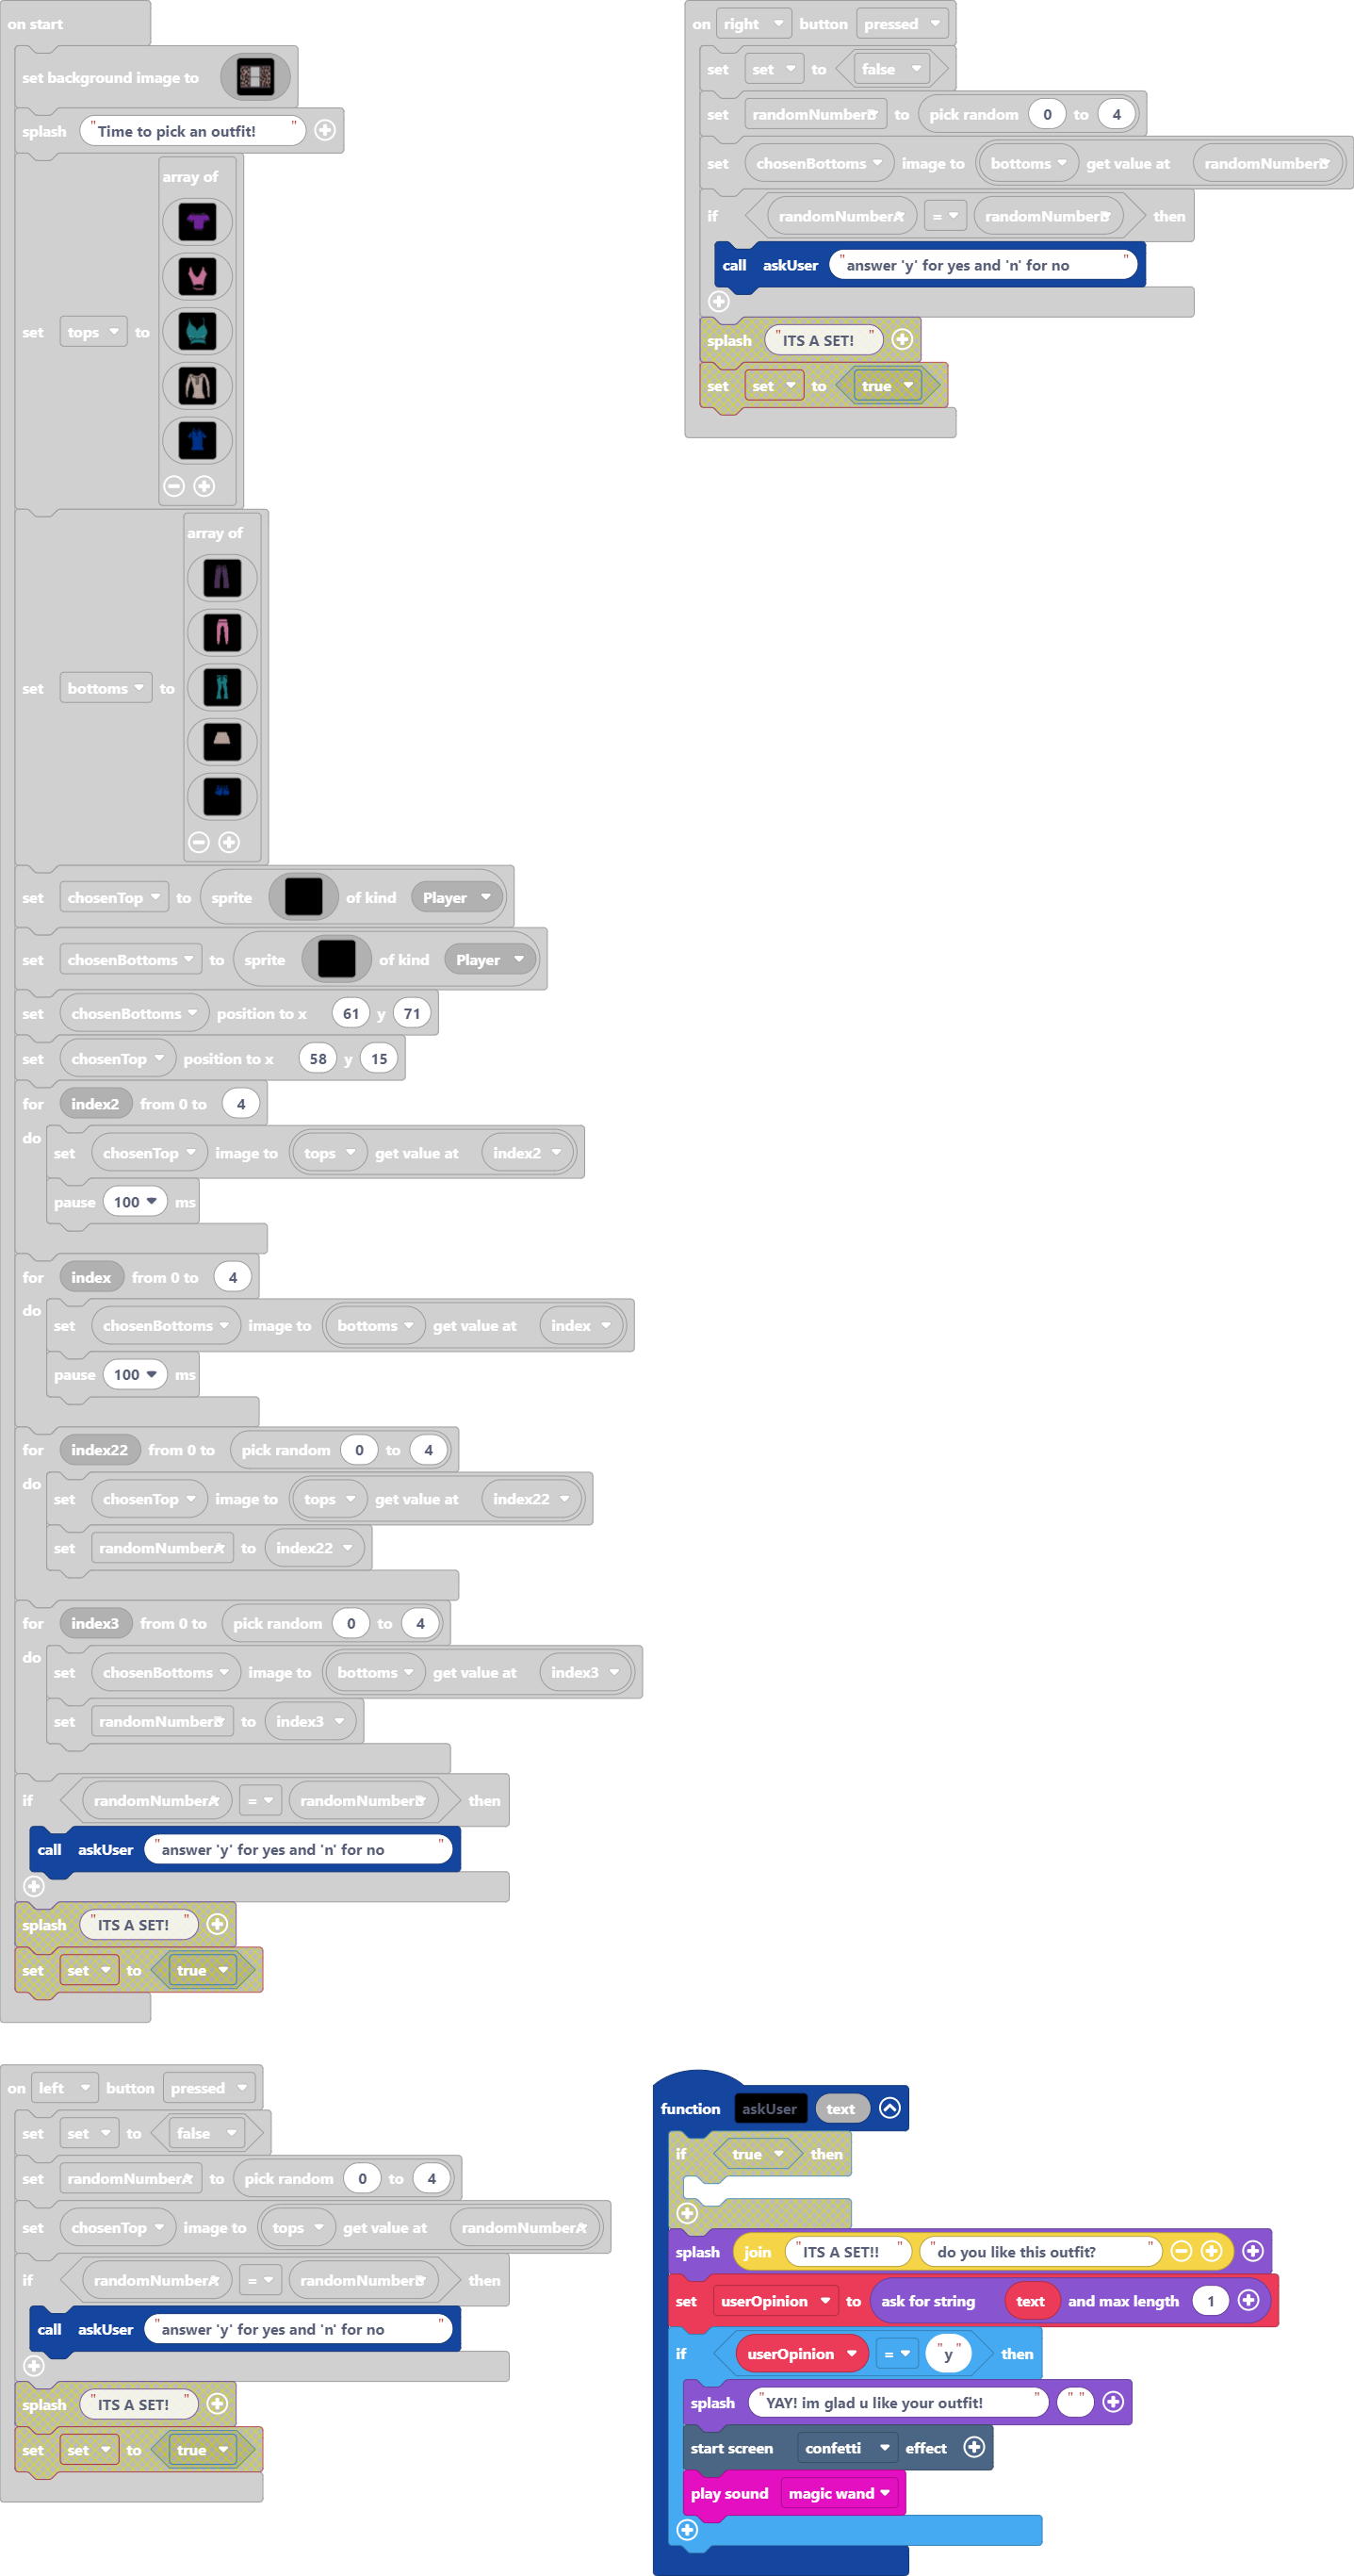 on start
set background image to
splash "Time to pick an outfit! "
array of
set tops to
array of
set bottoms to
set chosenTop to sprite of kind Player
set chosenBottoms to sprite of kind Player
set chosenBottoms position to x 61 y 71
set chosenTop position to x 58 y 15
for index2 from 0 to 4
do
set chosenTop image to tops get value at index2
pause 100 ms
for index from 0 to 4
do
set chosenBottoms image to bottoms get value at index
pause 100 ms
for index22 from 0 to pick random 0 to 4
do
set chosenTop image to tops get value at index22
set randomNumberA to index22
for index3 from 0 to pick random 0 to 4
do
set chosenBottoms image to bottoms get value at index3
set randomNumberB to index3
if randomNumberA = randomNumberB then
call askUser "answer 'y' for yes and 'n' for no "
splash "ITS A SET! "
set set to true
on right button pressed
set set to false
set randomNumberB to pick random 0 to 4
set chosenBottoms image to bottoms get value at randomNumberB
if randomNumberA = randomNumberB then
call askUser "answer 'y' for yes and 'n' for no "
splash "ITS A SET! "
set set to true
on left button pressed
set set to false
set randomNumberA to pick random 0 to 4
set chosenTop image to tops get value at randomNumberA
if randomNumberA = randomNumberB then
call askUser "answer 'y' for yes and 'n' for no "
splash "ITS A SET! "
set set to true
function askUser text
if true then
splash join "ITS A SET!! " "do you like this outfit? "
set userOpinion to ask for string text and max length 1
if userOpinion = "y" then
splash "YAY! im glad u like your outfit! " " "
start screen confetti effect
play sound magic wand